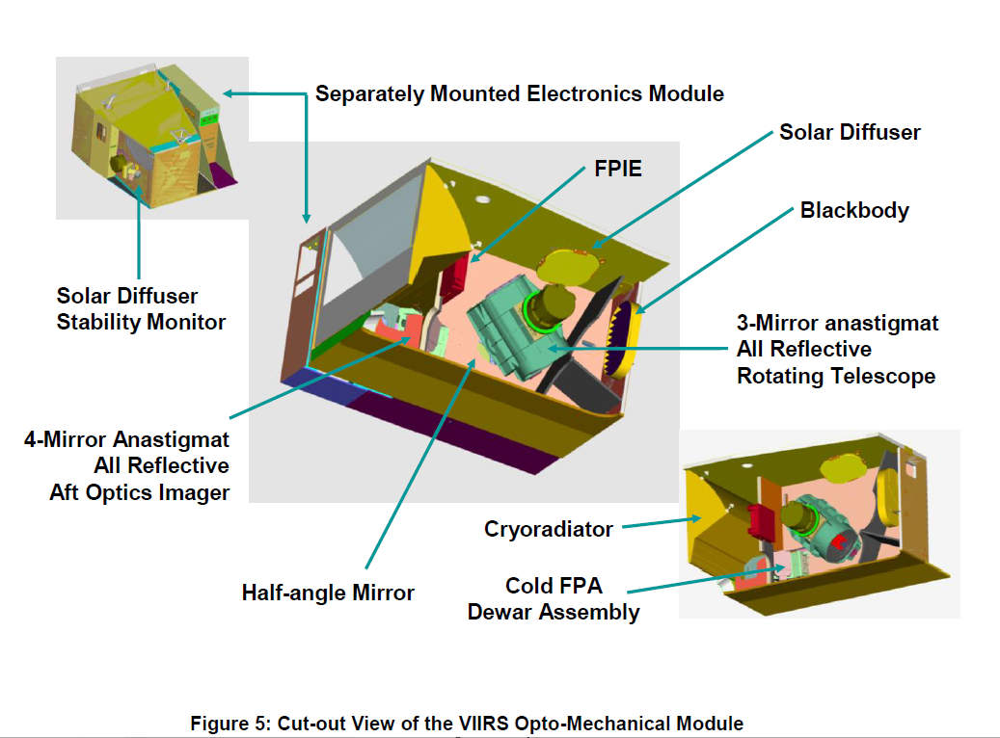 Separately Mounted Electronics Module
Solar Diffuser
FPIE
Blackbody
Solar Diffuser
Stability Monitor
3-Mirror anastigmat
All Reflective
Rotating Telescope
4-Mirror Anastigmat
All Reflective
Aft Optics Imager
Cryoradiator
Half-angle Mirror
Cold FPA
Dewar Assembly
Figure 5: Cut-out View of the VIIRS Opto-Mechanical Module